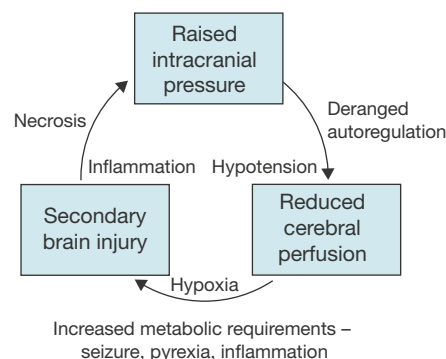 Raised
intracranial
pressure
Deranged
autoregulation
Necrosis
Inflammation
Hypotension
Secondary
brain injury
Reduced
cerebral
perfusion
Hypoxia
Increased metabolic requirements –
seizure, pyrexia, inflammation